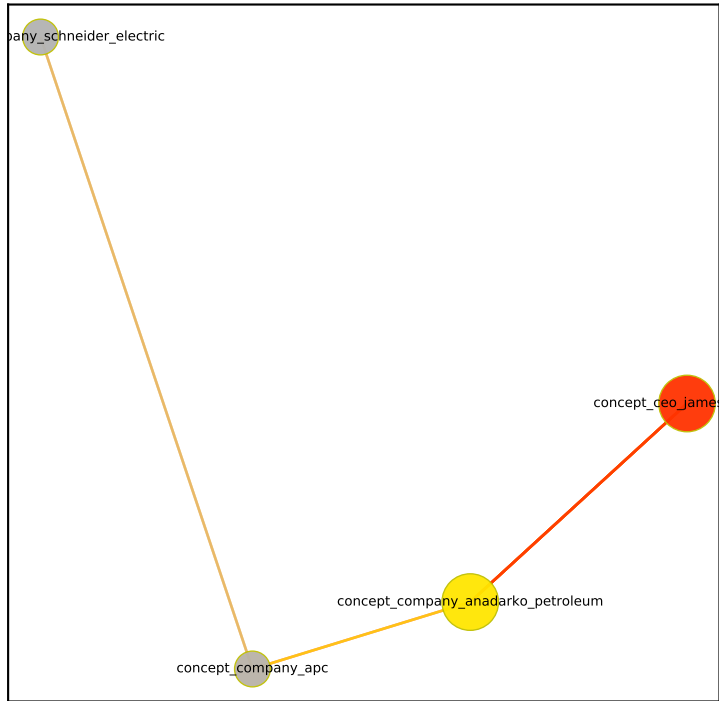 pany_schneider_electric
concept_ceo_james
concept_company_anadarko_petroleum
concept_company_apc